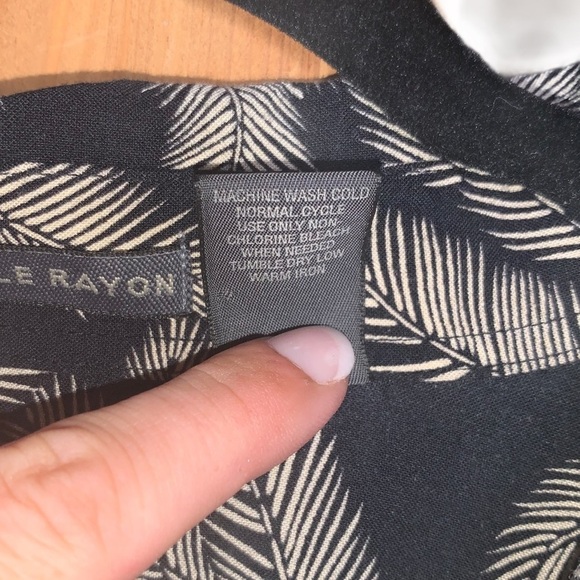 LE RAYON
MACHINE WASH COLD
NORMAL CYCLE
USE ONLY NON
CHLORINE BLEACH
WHEN NEEDED
TUMBLE DRY LOW
WARM IRON